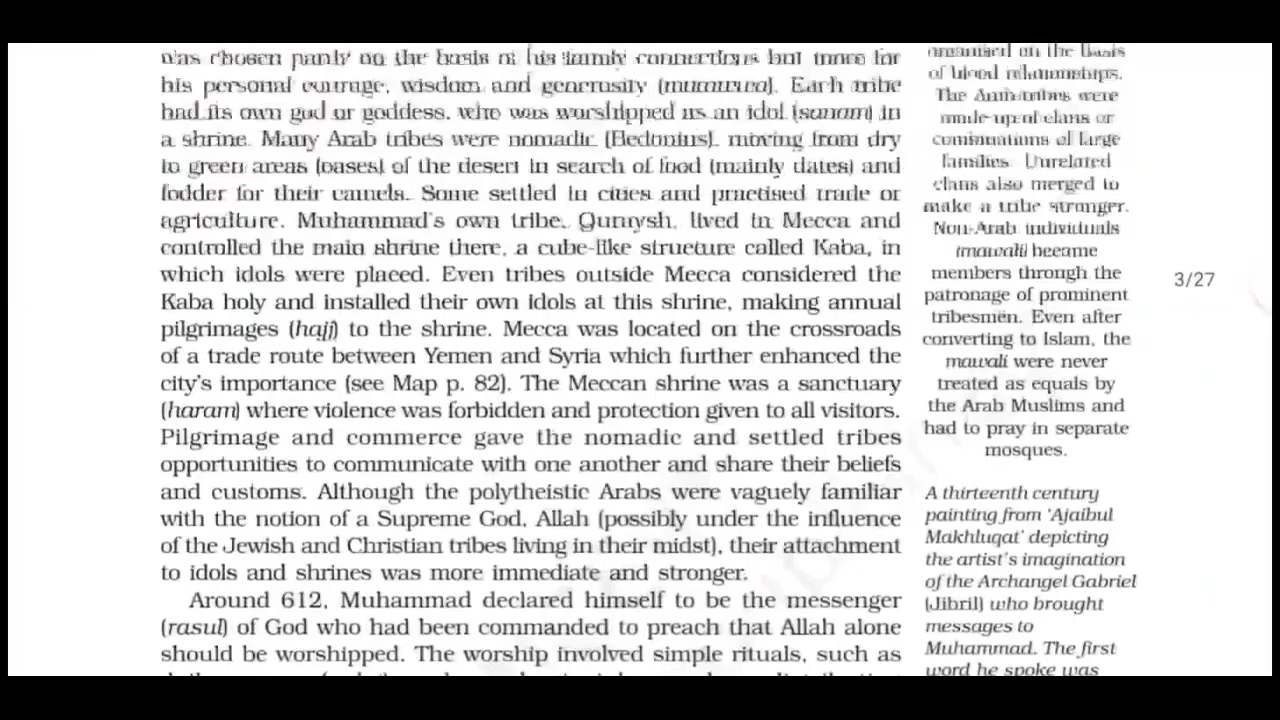 was chosen partly on the basis of his family connections but more for
his personal courage, wisdom and generosity (muruwwa). Each tribe
had its own god or goddess, who was worshipped as an idol (sanam) in
a shrine. Many Arab tribes were nomadic (Bedouins), moving from dry
to green areas (oases) of the desert in search of food (mainly dates) and
fodder for their camels. Some settled in cities and practised trade or
agriculture. Muhammad's own tribe, Quraysh, lived in Mecca and
controlled the main shrine there, a cube-like structure called Kaba, in
which idols were placed. Even tribes outside Mecca considered the
Kaba holy and installed their own idols at this shrine, making annual
pilgrimages (hajj) to the shrine. Mecca was located on the crossroads
of a trade route between Yemen and Syria which further enhanced the
city's importance (see Map p. 82). The Meccan shrine was a sanctuary
(haram) where violence was forbidden and protection given to all visitors.
Pilgrimage and commerce gave the nomadic and settled tribes
opportunities to communicate with one another and share their beliefs
and customs. Although the polytheistic Arabs were vaguely familiar
with the notion of a Supreme God, Allah (possibly under the influence
of the Jewish and Christian tribes living in their midst), their attachment
to idols and shrines was more immediate and stronger.
Around 612, Muhammad declared himself to be the messenger
(rasul) of God who had been commanded to preach that Allah alone
should be worshipped. The worship involved simple rituals, such as
organised on the basis
of blood relationships.
The Arab tribes were
made up of clans or
combinations of large
families. Unrelated
clans also merged to
make a tribe stronger.
Non-Arab individuals
(mawali) became
members through the
patronage of prominent
tribesmen. Even after
converting to Islam, the
mawali were never
treated as equals by
the Arab Muslims and
had to pray in separate
mosques.
A thirteenth century
painting from 'Ajaibul
Makhluqat' depicting
the artist's imagination
of the Archangel Gabriel
(Jibril) who brought
messages to
Muhammad. The first
word he spoke was
3/27